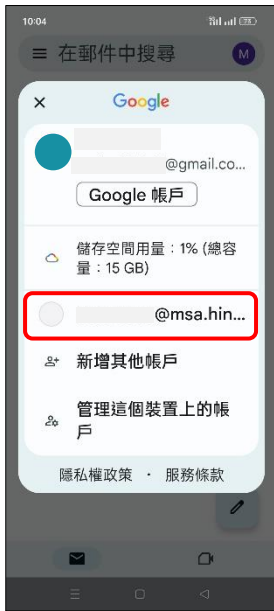 10:04
在郵件中搜尋
M
Google
@gmail.co...
Google 帳戶
儲存空間用量：1% (總容
量：15 GB)
@msa.hin...
新增其他帳戶
管理這個裝置上的帳
戶
隱私權政策 · 服務條款